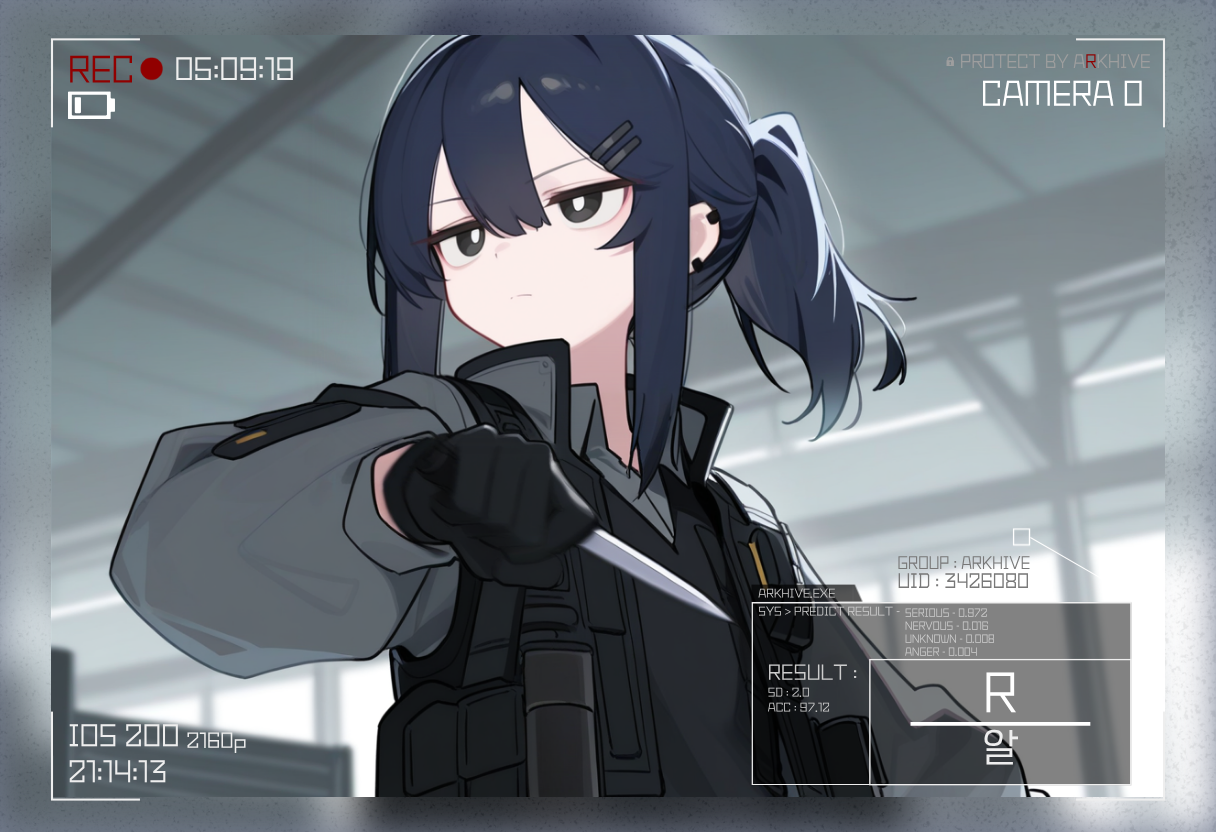 REC 05:09:19
PROTECT BY ARKHIVE
CAMERA 0
GROUP : ARKHIVE
UID : 3426080
ARKHIVE.EXE
SYS > PREDICT RESULT - SERIOUS - 0.972
NERVOUS - 0.016
UNKNOWN - 0.008
ANGER - 0.004
RESULT :
SD : 2.0
ACC : 97.12
R
알
IOS 200 2160p
21:14:13